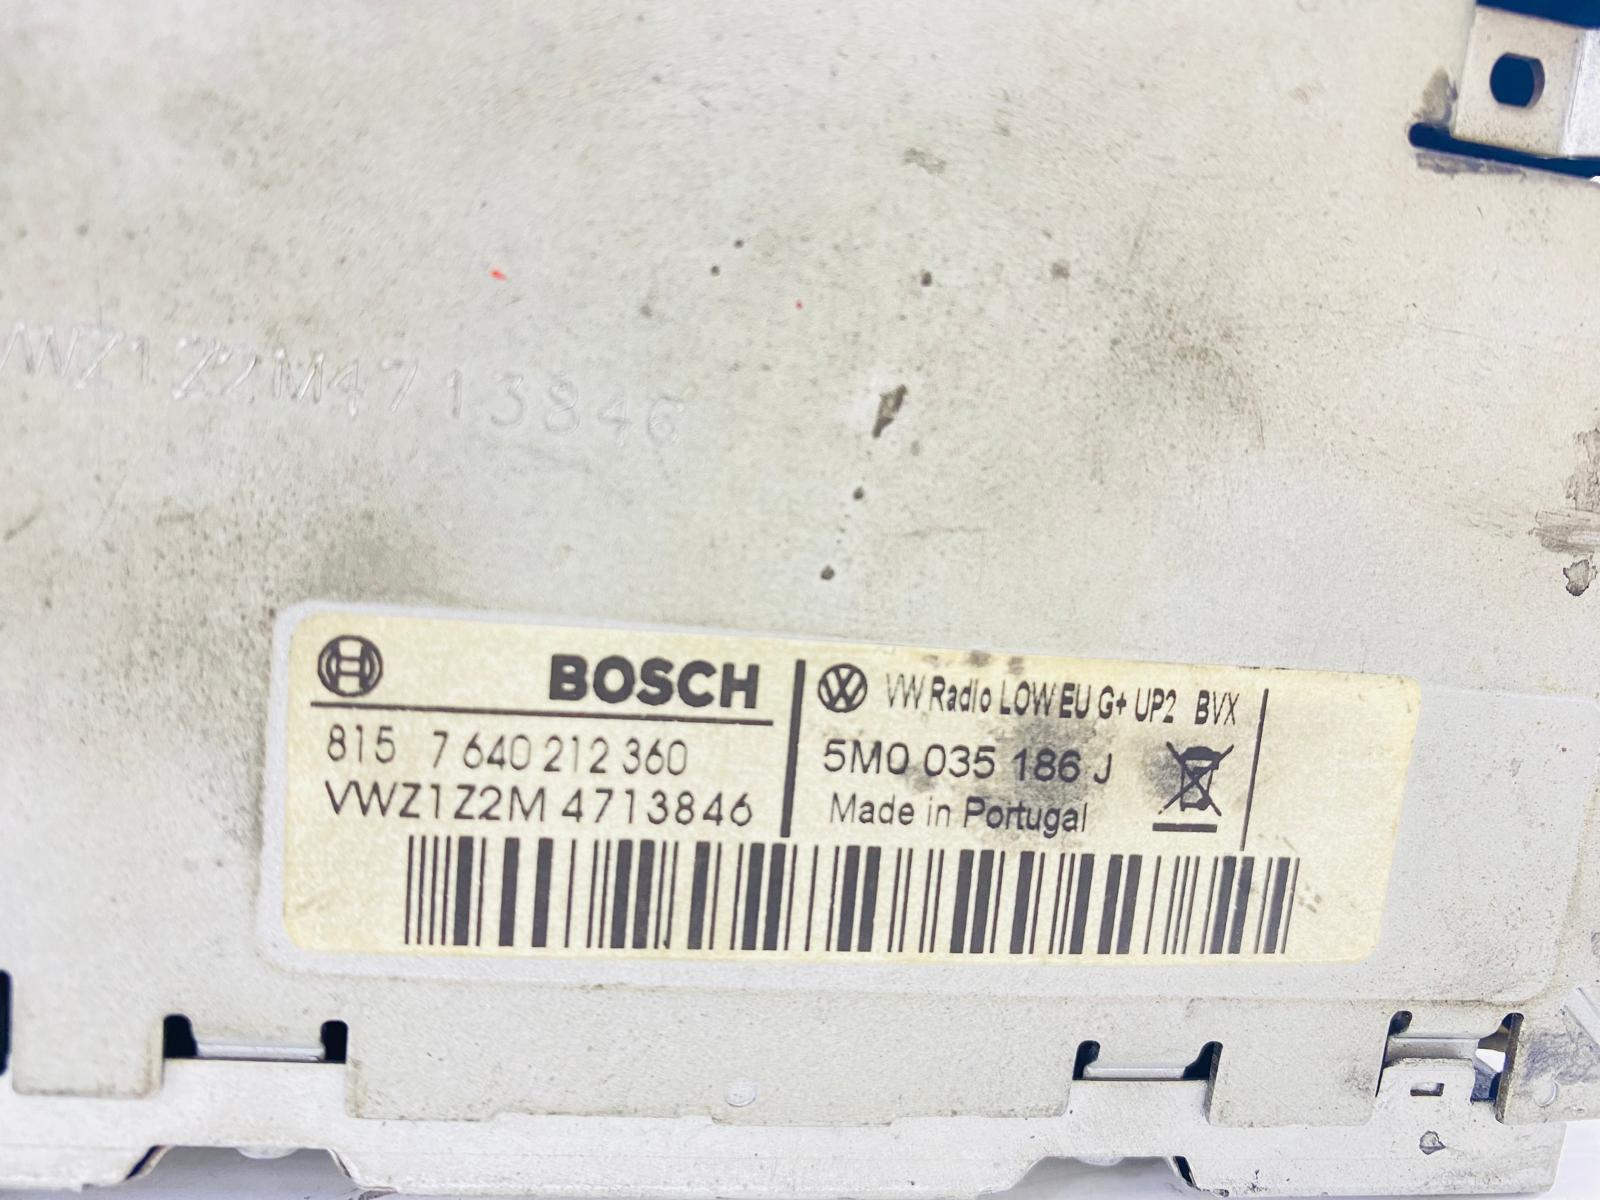 VWZ1Z2M4713846
BOSCH
815 7 640 212 360
VWZ1Z2M 4713846
VW Radio LOW EU G+ UP2 BVX
5M0 035 186 J
Made in Portugal